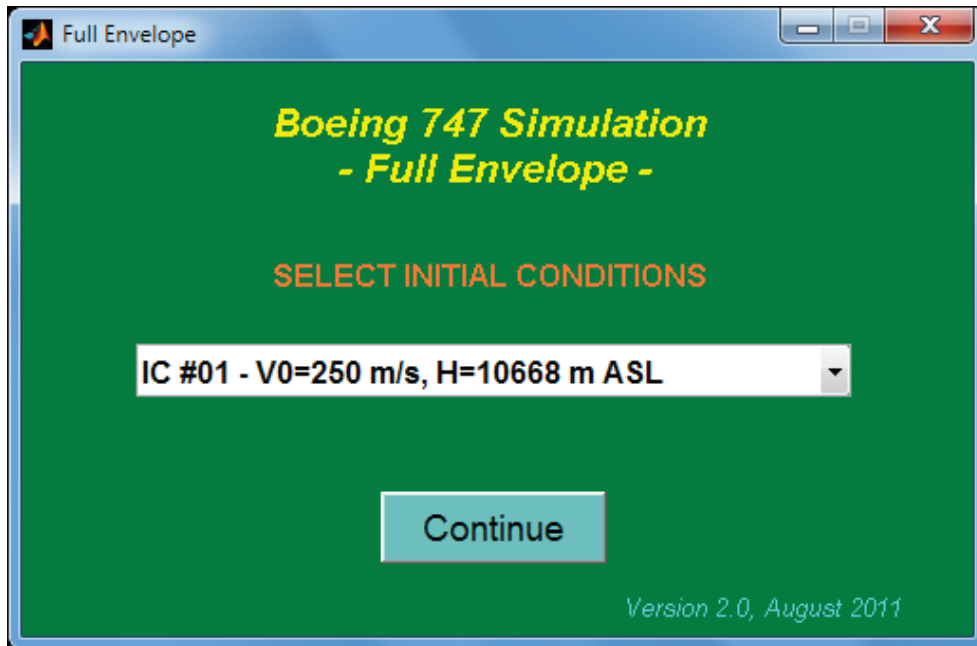 Full Envelope
Boeing 747 Simulation
- Full Envelope -
SELECT INITIAL CONDITIONS
IC #01 - V0=250 m/s, H=10668 m ASL
Continue
Version 2.0, August 2011